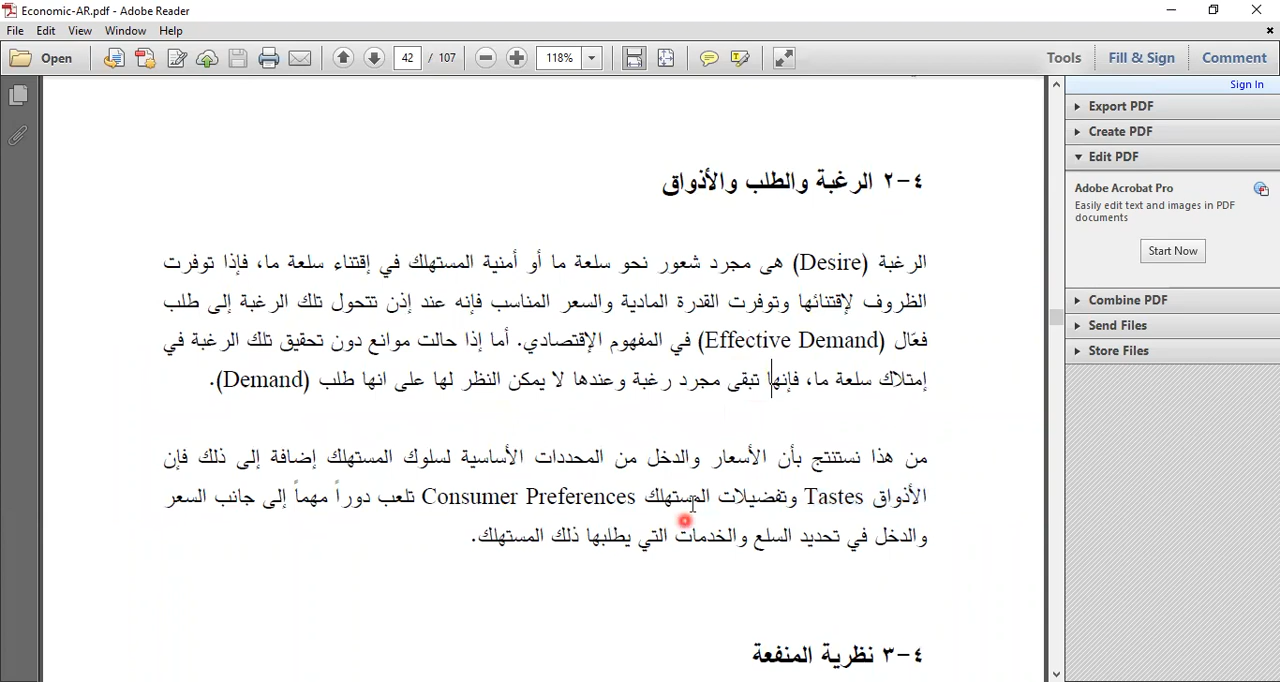 Economic-AR.pdf - Adobe Reader
File Edit View Window Help
Open 42 / 107 118% Tools Fill & Sign Comment
Sign In
Export PDF
Create PDF
Edit PDF
Adobe Acrobat Pro
Easily edit text and images in PDF
documents
Start Now
Combine PDF
Send Files
Store Files
٤-٢ الرغبة والطلب والأذواق
الرغبة (Desire) هى مجرد شعور نحو سلعة ما أو أمنية المستهلك في إقتناء سلعة ما، فإذا توفرت
الظروف لإقتنائها وتوفرت القدرة المادية والسعر المناسب فإنه عند إذن تتحول تلك الرغبة إلى طلب
فعّال (Effective Demand) في المفهوم الإقتصادي. أما إذا حالت موانع دون تحقيق تلك الرغبة في
إمتلاك سلعة ما، فإنها تبقى مجرد رغبة وعندها لا يمكن النظر لها على انها طلب (Demand).
من هذا نستنتج بأن الأسعار والدخل من المحددات الأساسية لسلوك المستهلك إضافة إلى ذلك فإن
الأذواق Tastes وتفضيلات المستهلك Consumer Preferences تلعب دوراً مهماً إلى جانب السعر
والدخل في تحديد السلع والخدمات التي يطلبها ذلك المستهلك.
٤-٣ نظرية المنفعة